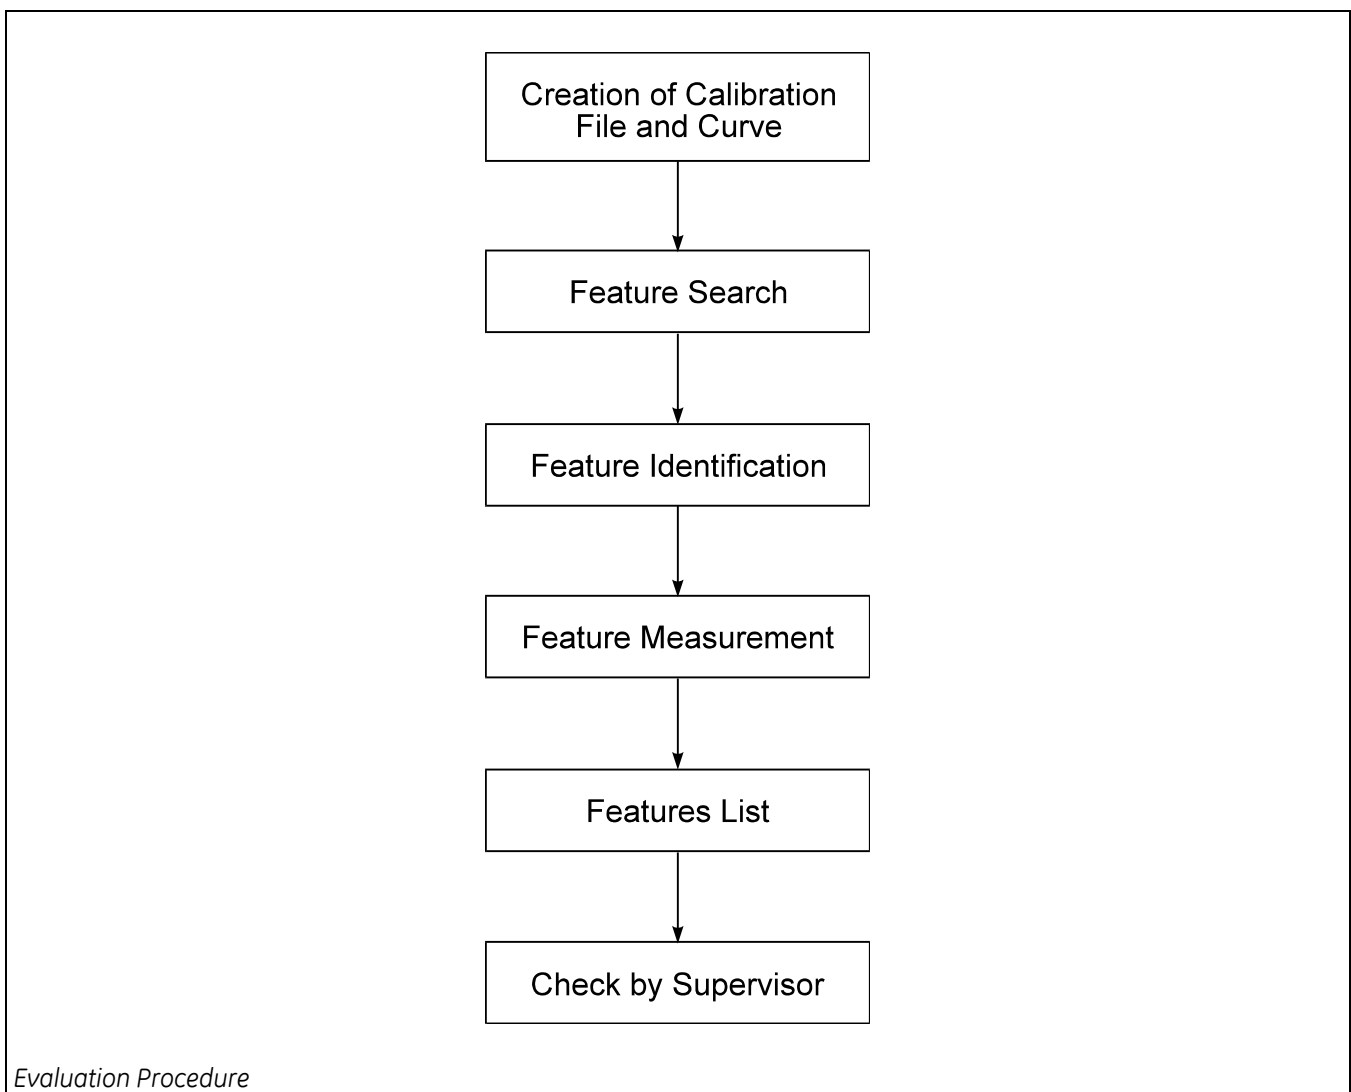 Creation of Calibration
File and Curve
Feature Search
Feature Identification
Feature Measurement
Features List
Check by Supervisor
Evaluation Procedure